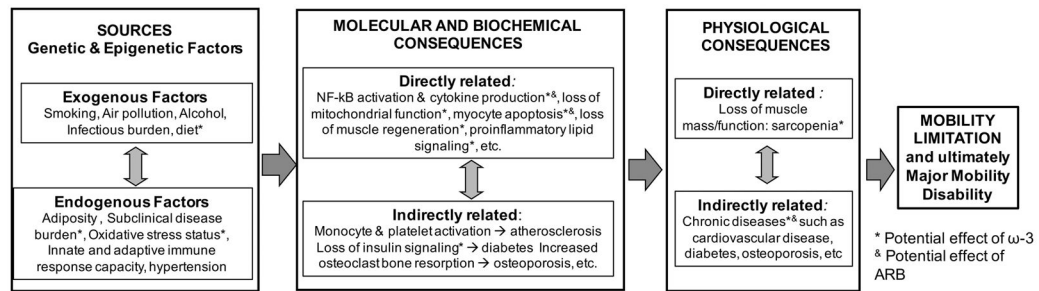 SOURCES
Genetic & Epigenetic Factors
Exogenous Factors
Smoking, Air pollution, Alcohol,
Infectious burden, diet*
Endogenous Factors
Adiposity , Subclinical disease
burden*, Oxidative stress status*,
Innate and adaptive immune
response capacity, hypertension
MOLECULAR AND BIOCHEMICAL
CONSEQUENCES
Directly related:
NF-kB activation & cytokine production*&, loss of
mitochondrial function*, myocyte apoptosis*&, loss
of muscle regeneration*, proinflammatory lipid
signaling*, etc.
Indirectly related:
Monocyte & platelet activation → atherosclerosis
Loss of insulin signaling* → diabetes Increased
osteoclast bone resorption → osteoporosis, etc.
PHYSIOLOGICAL
CONSEQUENCES
Directly related :
Loss of muscle
mass/function: sarcopenia*
Indirectly related:
Chronic diseases*& such as
cardiovascular disease,
diabetes, osteoporosis, etc
MOBILITY
LIMITATION
and ultimately
Major Mobility
Disability
* Potential effect of ω-3
& Potential effect of
ARB